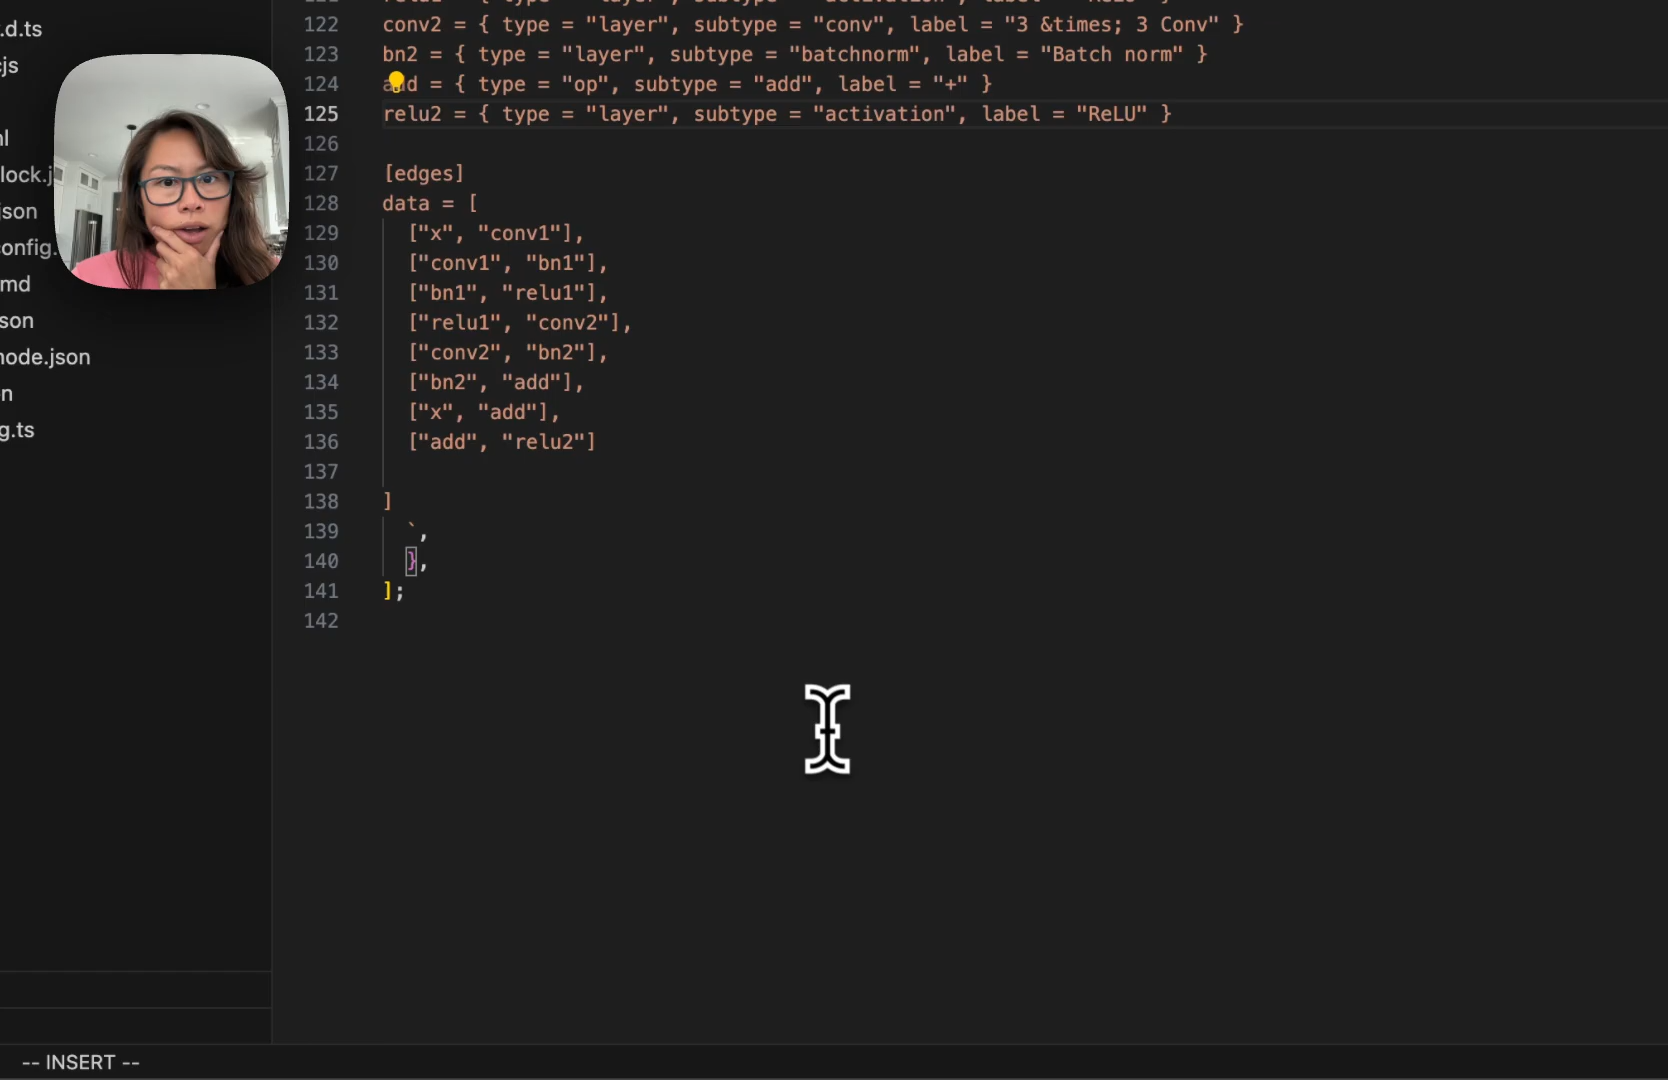 .d.ts
cjs
ml
lock.j
json
config.
md
son
node.json
n
g.ts
122 conv2 = { type = "layer", subtype = "conv", label = "3 &times; 3 Conv" }
123 bn2 = { type = "layer", subtype = "batchnorm", label = "Batch norm" }
124 add = { type = "op", subtype = "add", label = "+" }
125 relu2 = { type = "layer", subtype = "activation", label = "ReLU" }
126
127 [edges]
128 data = [
129 ["x", "conv1"],
130 ["conv1", "bn1"],
131 ["bn1", "relu1"],
132 ["relu1", "conv2"],
133 ["conv2", "bn2"],
134 ["bn2", "add"],
135 ["x", "add"],
136 ["add", "relu2"]
137
138 ]
139 `,
140 },
141 ];
142
-- INSERT --